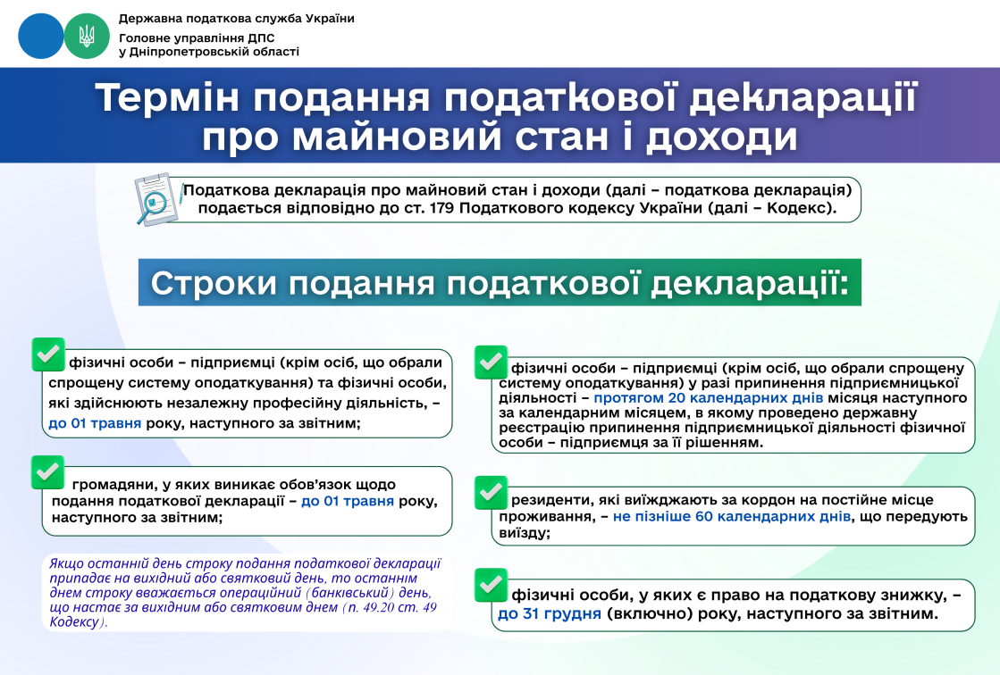 Державна податкова служба України
Головне управління ДПС
у Дніпропетровській області
Термін подання податкової декларації
про майновий стан і доходи
Податкова декларація про майновий стан і доходи (далі – податкова декларація)
подається відповідно до ст. 179 Податкового кодексу України (далі – Кодекс).
Строки подання податкової декларації:
фізичні особи – підприємці (крім осіб, що обрали
спрощену систему оподаткування) та фізичні особи,
які здійснюють незалежну професійну діяльність, –
до 01 травня року, наступного за звітним;
громадяни, у яких виникає обов’язок щодо
подання податкової декларації – до 01 травня року,
наступного за звітним;
Якщо останній день строку подання податкової декларації
припадає на вихідний або святковий день, то останнім
днем строку вважається операційний (банківський) день,
що настає за вихідним або святковим днем (п. 49.20 ст. 49
Кодексу).
фізичні особи – підприємці (крім осіб, що обрали спрощену
систему оподаткування) у разі припинення підприємницької
діяльності – протягом 20 календарних днів місяця наступного
за календарним місяцем, в якому проведено державну
реєстрацію припинення підприємницької діяльності фізичної
особи – підприємця за її рішенням.
резиденти, які виїжджають за кордон на постійне місце
проживання, – не пізніше 60 календарних днів, що передують
виїзду;
фізичні особи, у яких є право на податкову знижку, –
до 31 грудня (включно) року, наступного за звітним.